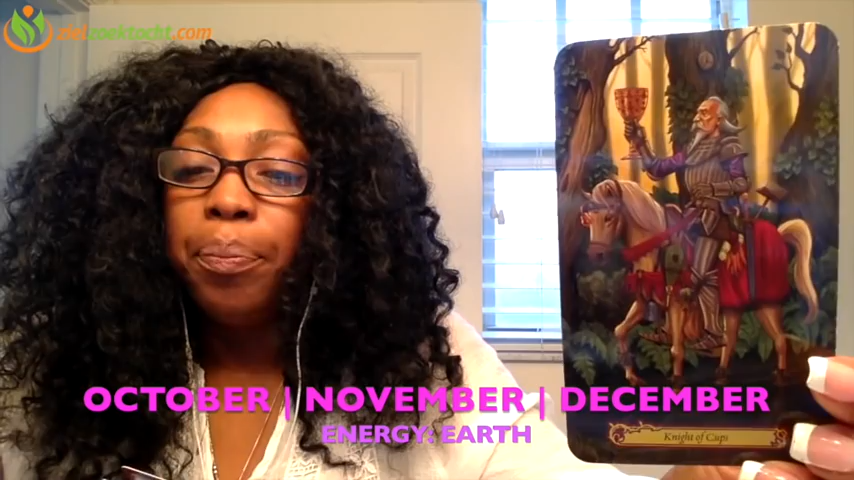 zielzoektocht.com
OCTOBER | NOVEMBER | DECEMBER
ENERGY: EARTH
Knight of Cups